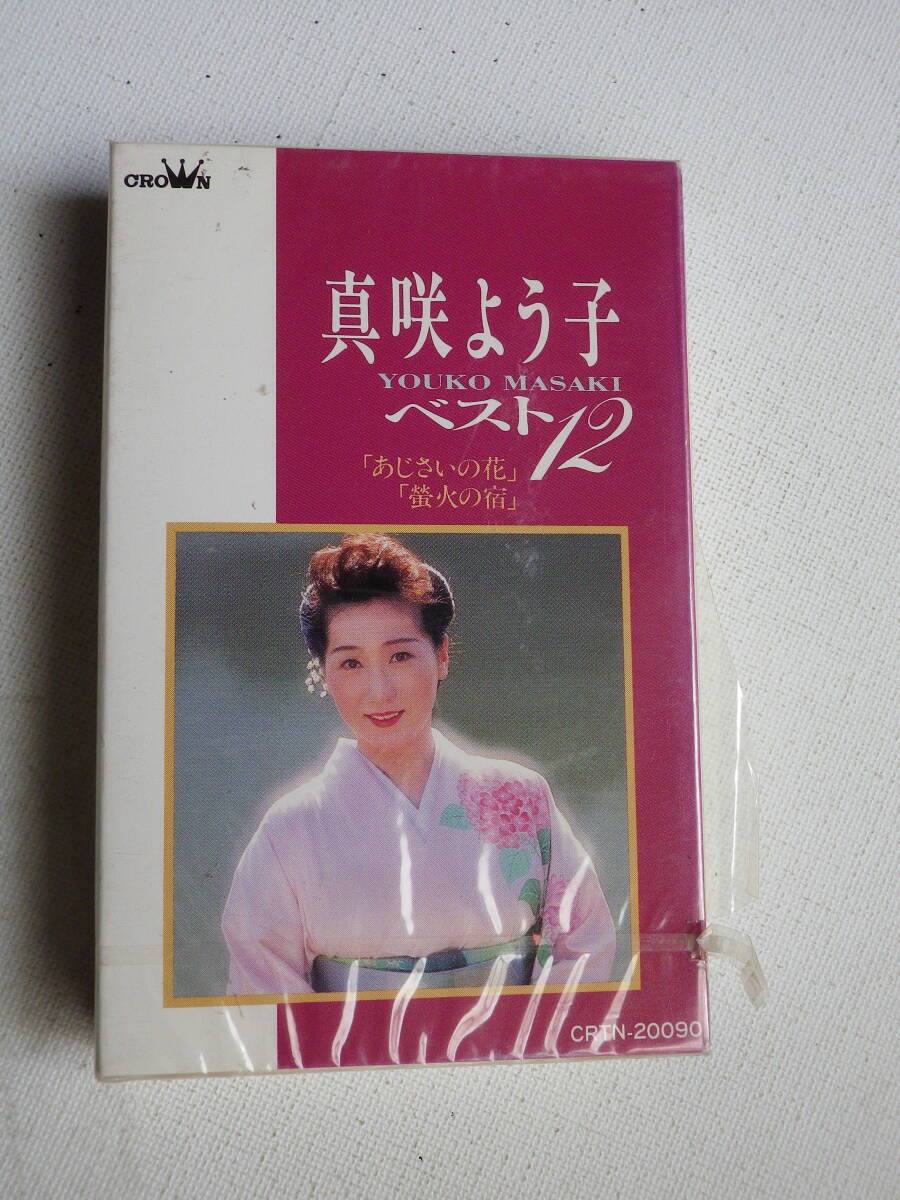 CROWN
真咲よう子
YOUKO MASAKI
ベスト12
「あじさいの花」
「螢火の宿」
CRTN-20090